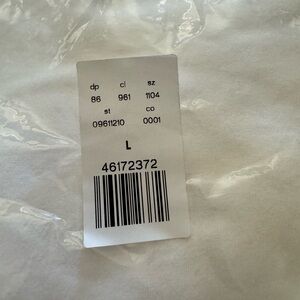 dp cl sz
86 961 1104
st co
09611210 0001
L
46172372